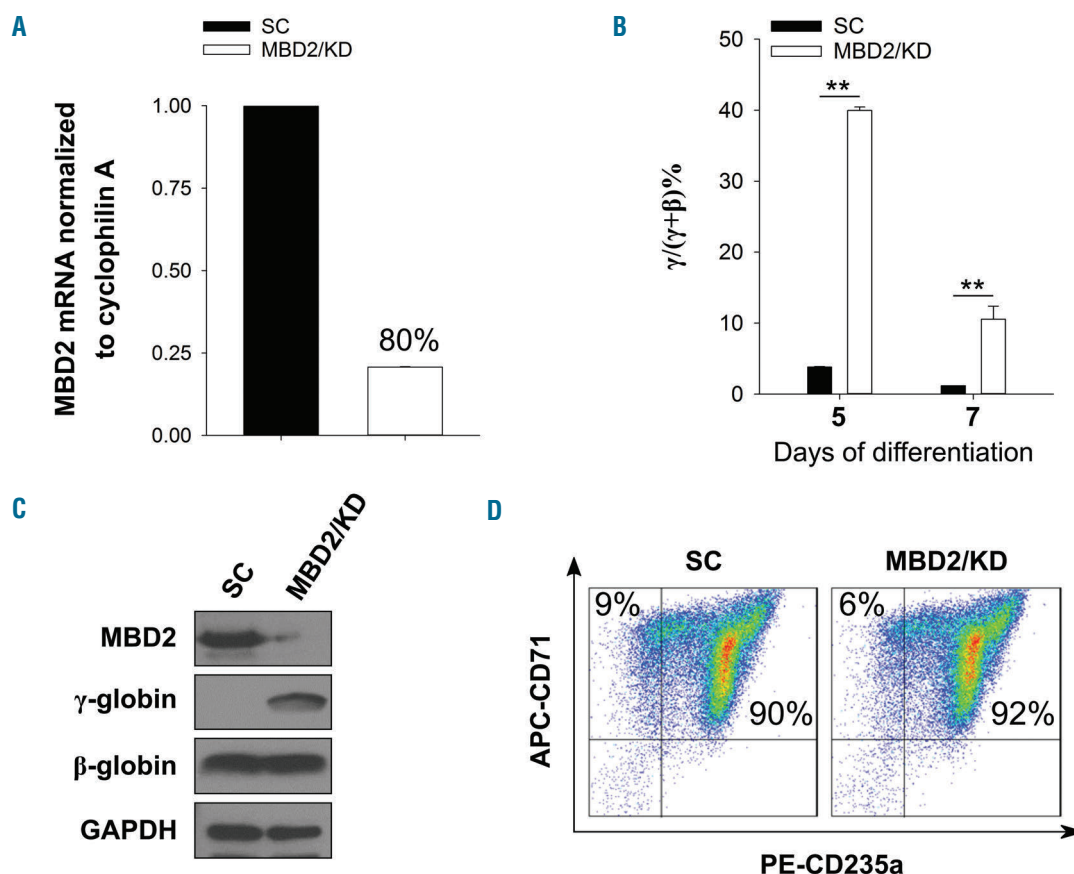 A
SC
MBD2/KD
MBD2 mRNA normalized
to cyclophilin A
1.00
0.75
0.50
0.25
0.00
80%
B
SC
MBD2/KD
γ/(γ+β)%
50
40
30
20
10
0
**
**
5
7
Days of differentiation
C
SC
MBD2/KD
MBD2
γ-globin
β-globin
GAPDH
D
SC
MBD2/KD
APC-CD71
9%
90%
6%
92%
PE-CD235a